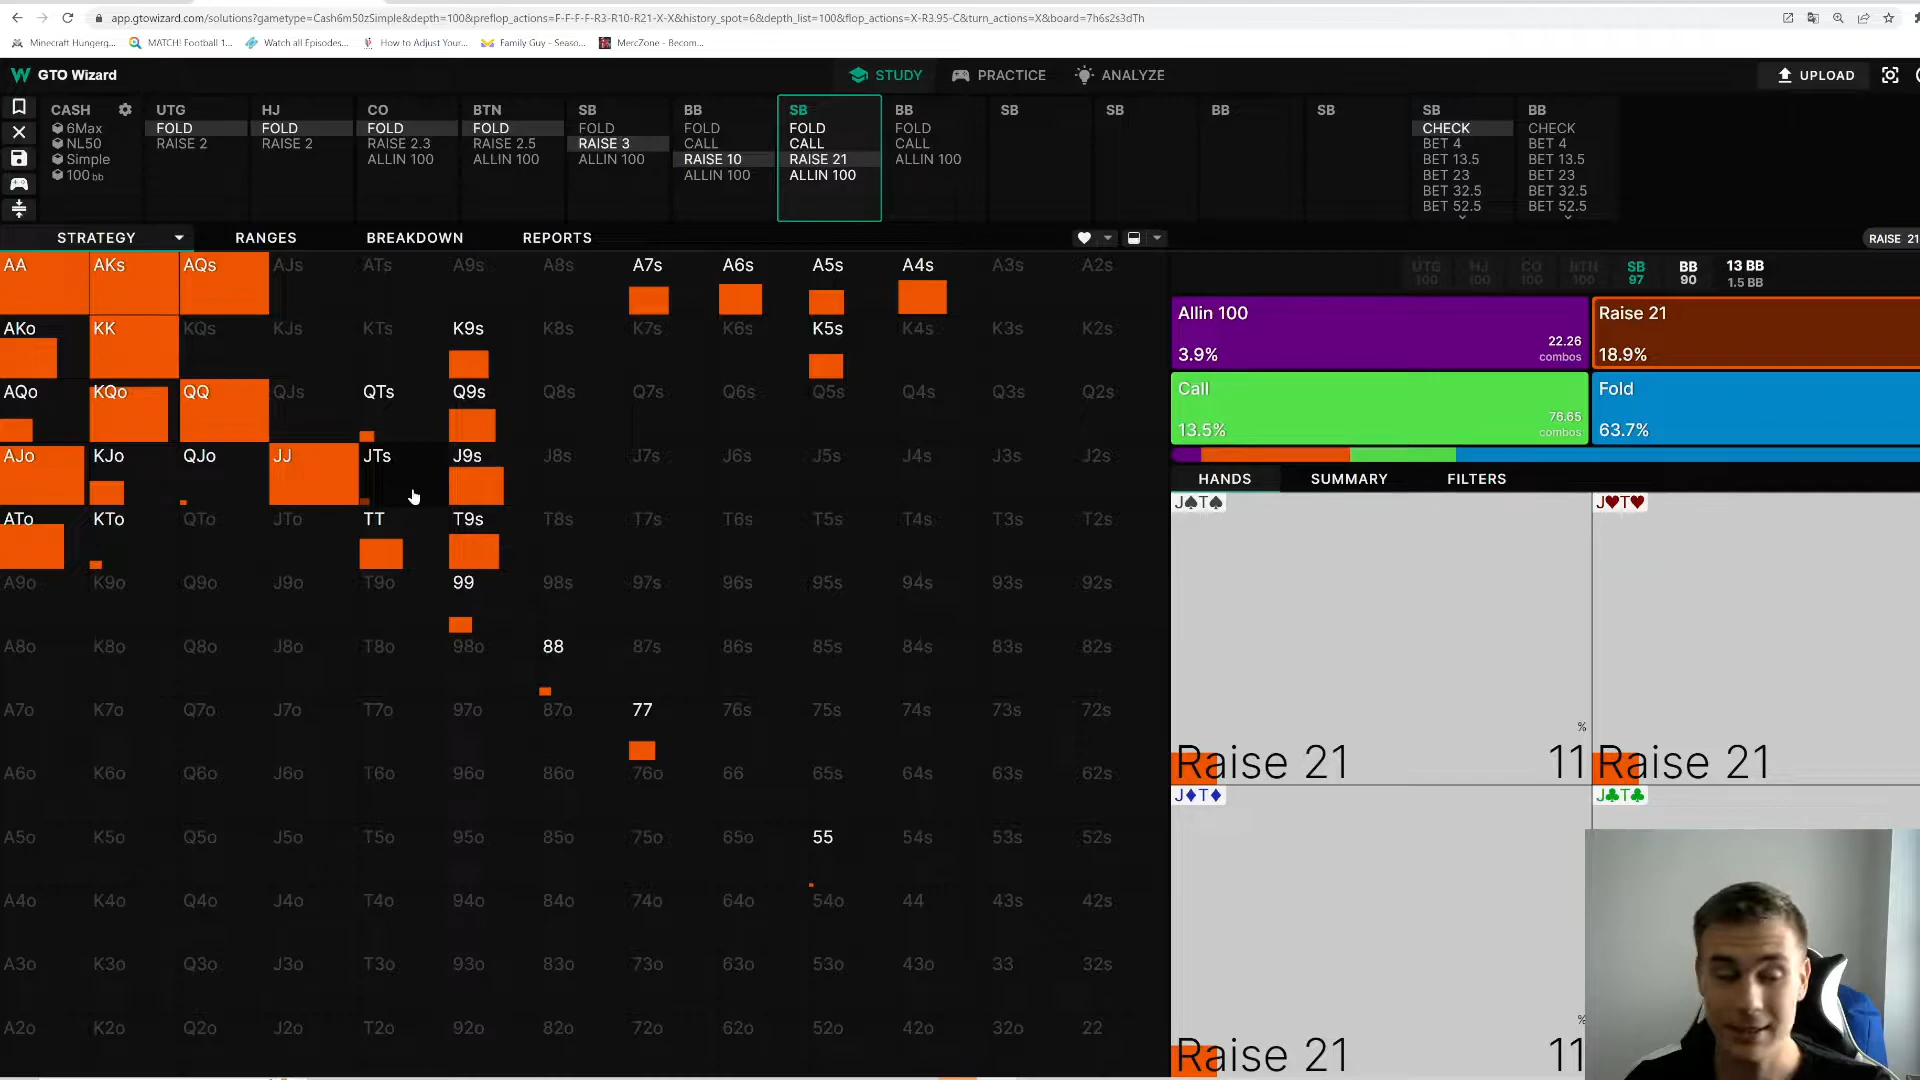 app.gtowizard.com/solutions?gametype=Cash6m50zSimple&depth=100&preflop_actions=F-F-F-F-R3-R10-R21-X-X&history_spot=6&depth_list=100&flop_actions=X-R3.95-C&turn_actions=X&board=7h6s2s3dTh
Minecraft Hungerg... MATCH! Football 1... Watch all Episodes... How to Adjust Your... Family Guy - Seaso... MercZone - Becom...
W GTO Wizard STUDY PRACTICE ANALYZE UPLOAD
CASH UTG HJ CO BTN SB BB SB BB SB SB BB SB SB BB
6Max FOLD FOLD FOLD FOLD FOLD FOLD FOLD FOLD CHECK CHECK
NL50 RAISE 2 RAISE 2 RAISE 2.3 RAISE 2.5 RAISE 3 CALL CALL CALL BET 4 BET 4
Simple ALLIN 100 ALLIN 100 ALLIN 100 RAISE 10 RAISE 21 ALLIN 100 BET 13.5 BET 13.5
100 bb ALLIN 100 ALLIN 100 BET 23 BET 23
BET 32.5 BET 32.5
BET 52.5 BET 52.5
STRATEGY RANGES BREAKDOWN REPORTS RAISE 21
AA AKs AQs AJs ATs A9s A8s A7s A6s A5s A4s A3s A2s
AKo KK KQs KJs KTs K9s K8s K7s K6s K5s K4s K3s K2s
AQo KQo QQ QJs QTs Q9s Q8s Q7s Q6s Q5s Q4s Q3s Q2s
AJo KJo QJo JJ JTs J9s J8s J7s J6s J5s J4s J3s J2s
ATo KTo QTo JTo TT T9s T8s T7s T6s T5s T4s T3s T2s
A9o K9o Q9o J9o T9o 99 98s 97s 96s 95s 94s 93s 92s
A8o K8o Q8o J8o T8o 98o 88 87s 86s 85s 84s 83s 82s
A7o K7o Q7o J7o T7o 97o 87o 77 76s 75s 74s 73s 72s
A6o K6o Q6o J6o T6o 96o 86o 76o 66 65s 64s 63s 62s
A5o K5o Q5o J5o T5o 95o 85o 75o 65o 55 54s 53s 52s
A4o K4o Q4o J4o T4o 94o 84o 74o 64o 54o 44 43s 42s
A3o K3o Q3o J3o T3o 93o 83o 73o 63o 53o 43o 33 32s
A2o K2o Q2o J2o T2o 92o 82o 72o 62o 52o 42o 32o 22
UTG HJ CO BTN SB BB 13 BB
100 100 100 100 97 90 1.5 BB
Allin 100 Raise 21
3.9% 22.26 combos 18.9%
Call Fold
13.5% 76.65 combos 63.7%
HANDS SUMMARY FILTERS
J♠T♠ J♥T♥
%
Raise 21 11 Raise 21
J♦T♦ J♣T♣
%
Raise 21 11